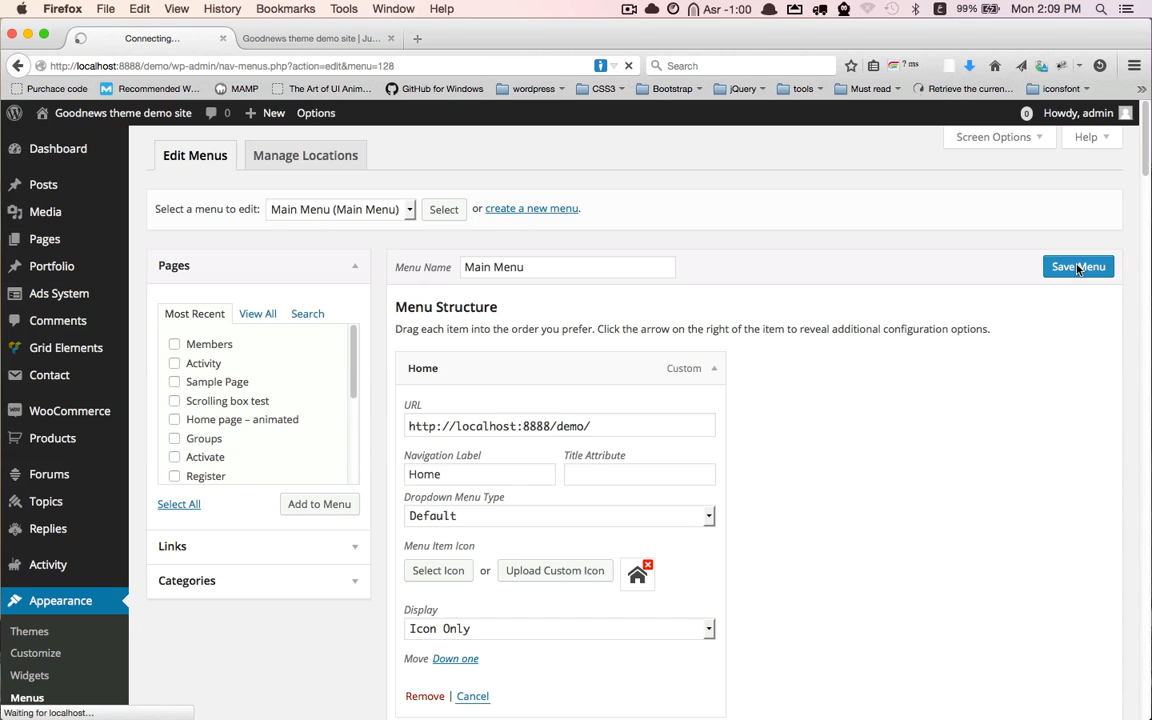 Firefox File Edit View History Bookmarks Tools Window Help Asr -1:00 99% Mon 2:09 PM
Connecting... × Goodnews theme demo site | Ju... × +
http://localhost:8888/demo/wp-admin/nav-menus.php?action=edit&menu=128 Search ? ms
Purchace code Recommended W... MAMP The Art of UI Anim... GitHub for Windows wordpress CSS3 Bootstrap jQuery tools Must read Retrieve the curren... iconsfont »
Goodnews theme demo site 0 New Options 0 Howdy, admin
Screen Options Help
Edit Menus Manage Locations
Select a menu to edit: Main Menu (Main Menu) Select or create a new menu.
Dashboard
Posts
Media
Pages
Portfolio
Ads System
Comments
Grid Elements
Contact
WooCommerce
Products
Forums
Topics
Replies
Activity
Appearance
Themes
Customize
Widgets
Menus
Pages
Most Recent View All Search
Members
Activity
Sample Page
Scrolling box test
Home page – animated
Groups
Activate
Register
Select All Add to Menu
Links
Categories
Menu Name Main Menu Save Menu
Menu Structure
Drag each item into the order you prefer. Click the arrow on the right of the item to reveal additional configuration options.
Home Custom
URL
http://localhost:8888/demo/
Navigation Label Title Attribute
Home
Dropdown Menu Type
Default
Menu Item Icon
Select Icon or Upload Custom Icon
Display
Icon Only
Move Down one
Remove | Cancel
Waiting for localhost...